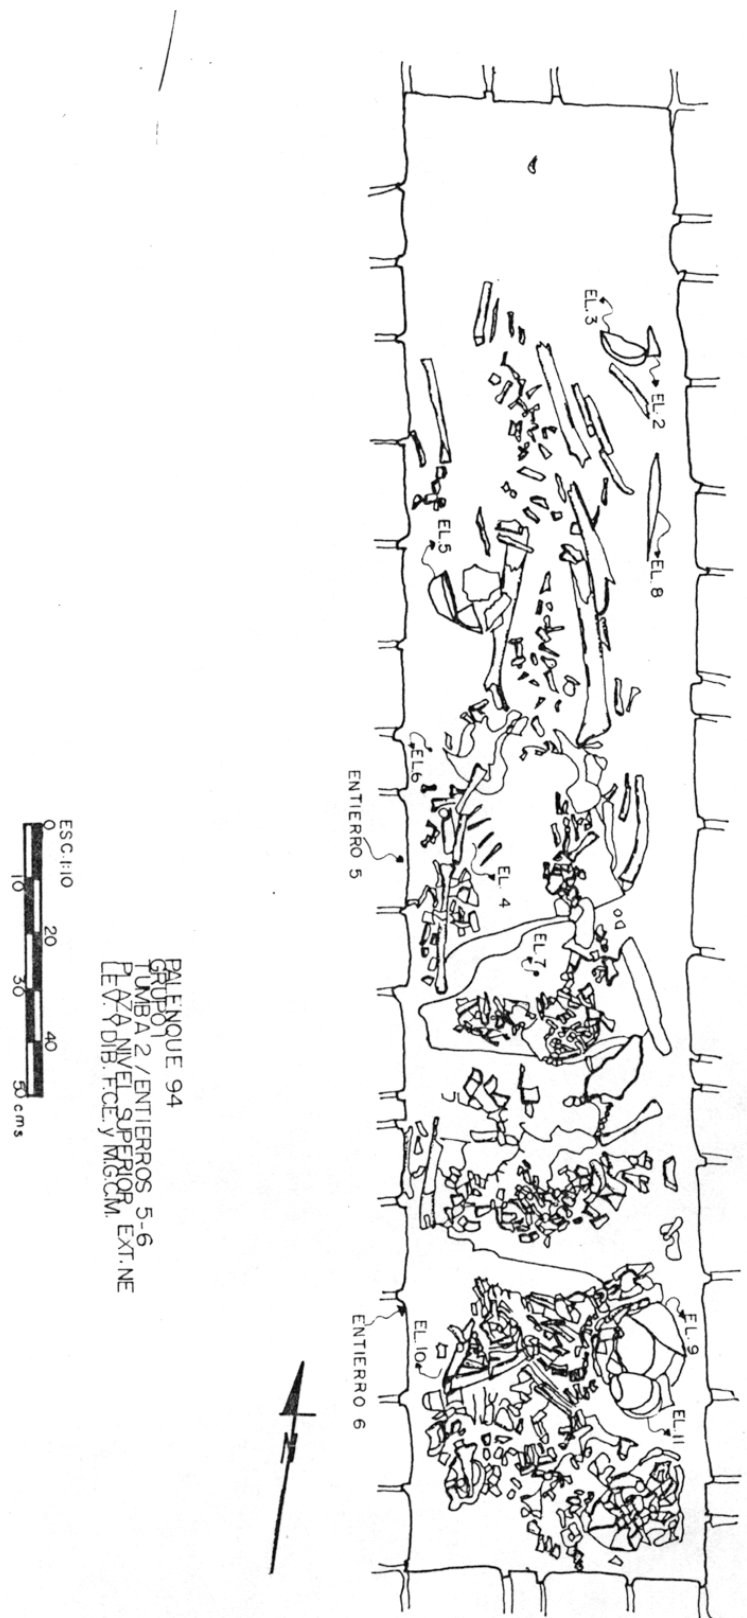 EL.3
EL.2
EL.8
EL.5
EL.6
EL. 4
EL.7
ENTIERRO 5
EL.9
EL.10
EL.11
ENTIERRO 6
N
ESC. 1:10
0 10 20 30 40 50 cms
PALENQUE 94
GRUPO I
TUMBA 2 / ENTIERROS 5-6
PLAZA NIVEL SUPERIOR EXT. NE
LEV. Y DIB. F.C.E. y M.G.C.M.